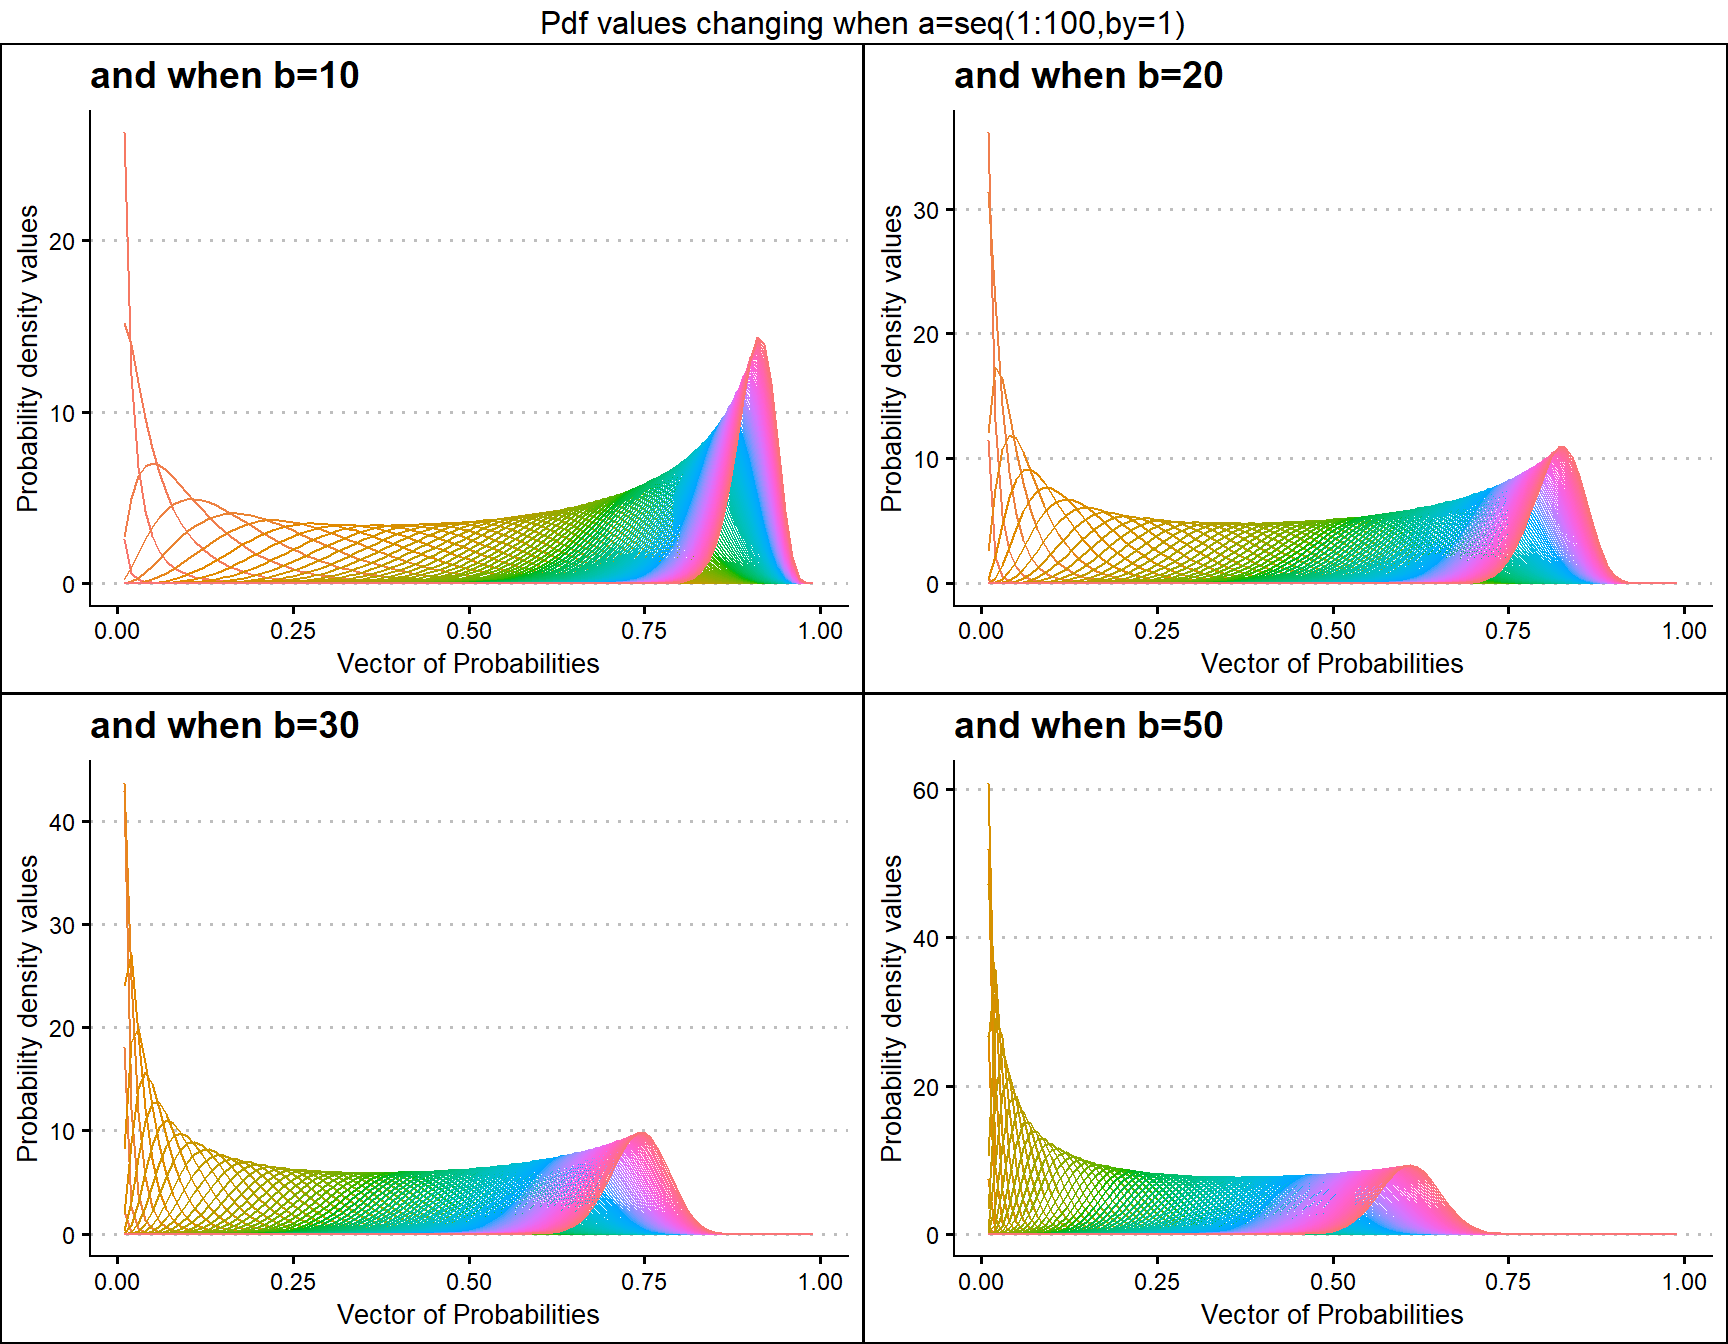 Pdf values changing when a=seq(1:100,by=1)
and when b=10
Probability density values
20
10
0
0.00 0.25 0.50 0.75 1.00
Vector of Probabilities
and when b=20
Probability density values
30
20
10
0
0.00 0.25 0.50 0.75 1.00
Vector of Probabilities
and when b=30
Probability density values
40
30
20
10
0
0.00 0.25 0.50 0.75 1.00
Vector of Probabilities
and when b=50
Probability density values
60
40
20
0
0.00 0.25 0.50 0.75 1.00
Vector of Probabilities